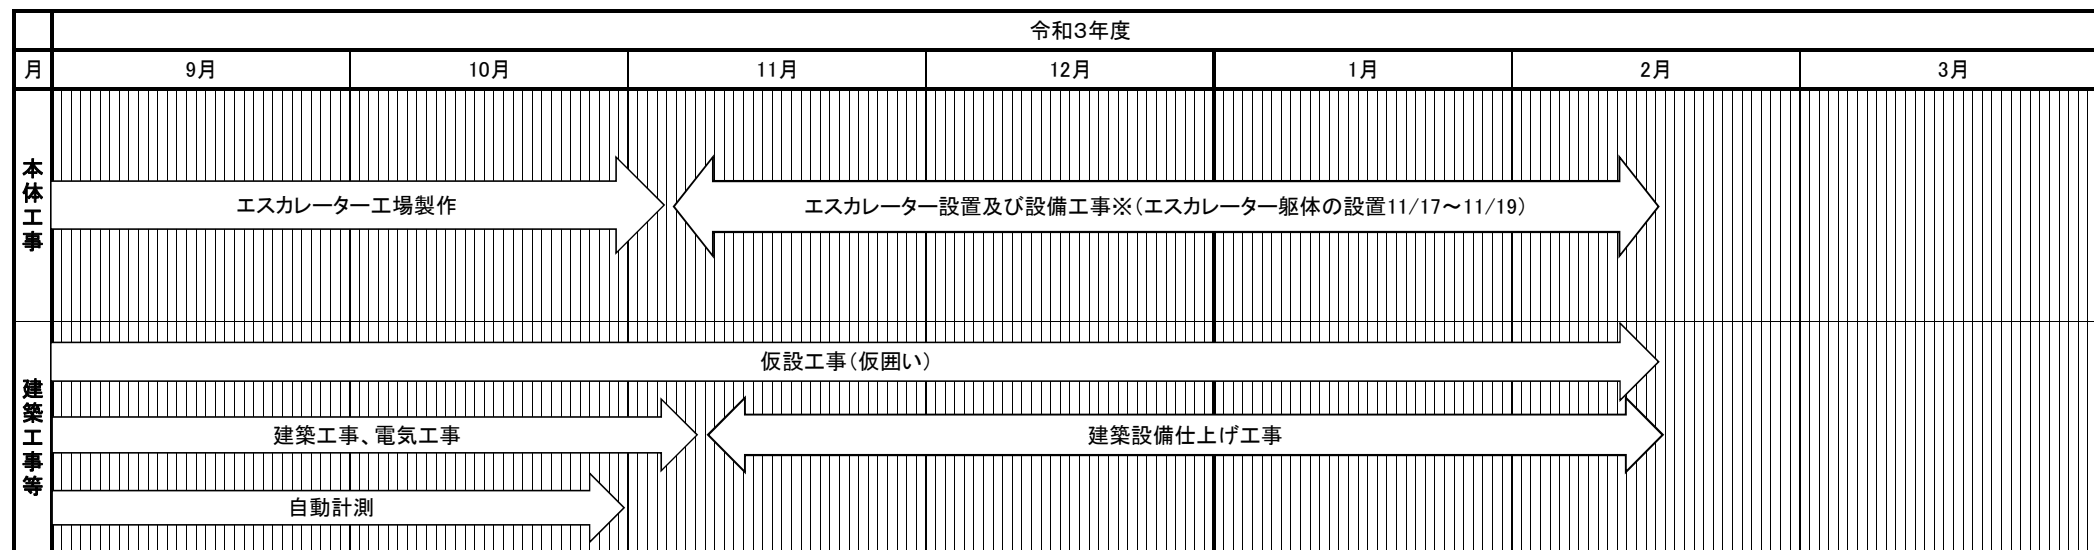 令和3年度
月
9月
10月
11月
12月
1月
2月
3月
本体工事
エスカレーター工場製作
エスカレーター設置及び設備工事※(エスカレーター躯体の設置11/17～11/19)
建築工事等
仮設工事(仮囲い)
建築工事、電気工事
建築設備仕上げ工事
自動計測